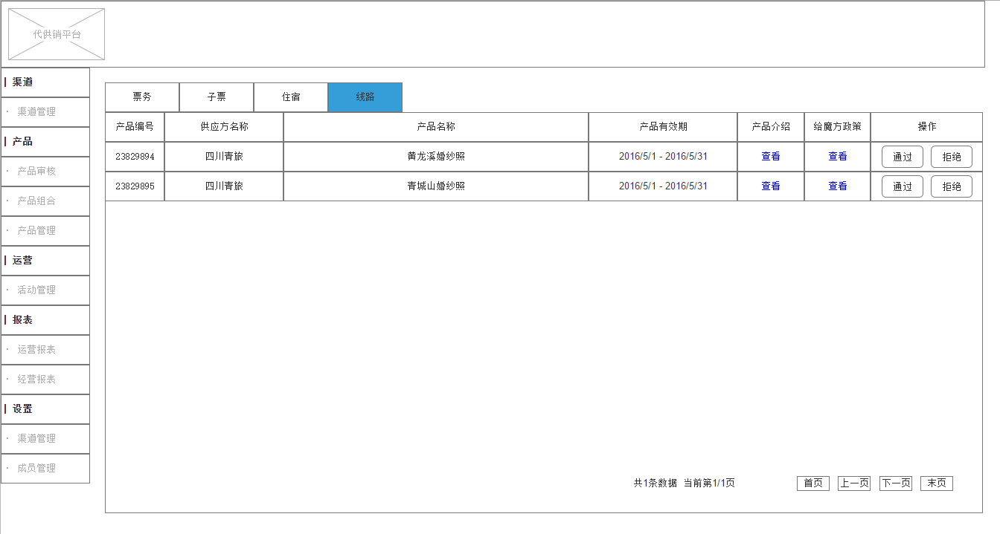 代供销平台
渠道
· 渠道管理
产品
· 产品审核
· 产品组合
· 产品管理
运营
· 活动管理
报表
· 运营报表
· 经营报表
设置
· 渠道管理
· 成员管理
票务 子票 住宿 线路
产品编号 供应方名称 产品名称 产品有效期 产品介绍 给魔方政策 操作
23829894 四川青旅 黄龙溪婚纱照 2016/5/1 - 2016/5/31 查看 查看 通过 拒绝
23829895 四川青旅 青城山婚纱照 2016/5/1 - 2016/5/31 查看 查看 通过 拒绝
共1条数据 当前第1/1页 首页 上一页 下一页 末页